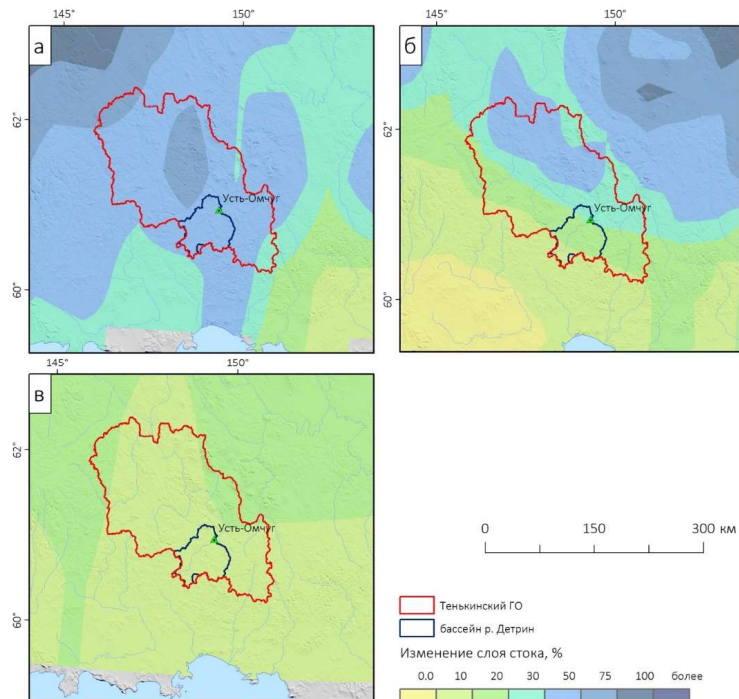 145° 150°
а
62°
Усть-Омчуг
60°
145° 150°
б
62°
Усть-Омчуг
60°
145° 150°
в
62°
Усть-Омчуг
60°
0 150 300 км
Тенькинский ГО
бассейн р. Детрин
Изменение слоя стока, %
0.0 10 20 30 50 75 100 более